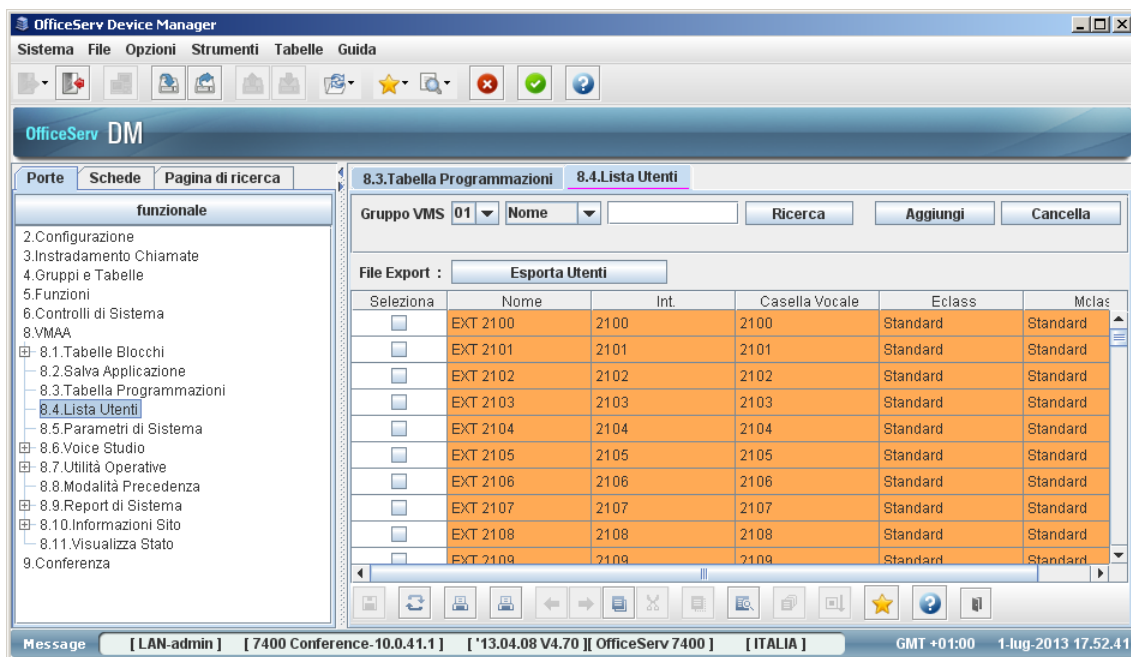 OfficeServ Device Manager
Sistema File Opzioni Strumenti Tabelle Guida
OfficeServ DM
Porte Schede Pagina di ricerca
funzionale
2.Configurazione
3.Instradamento Chiamate
4.Gruppi e Tabelle
5.Funzioni
6.Controlli di Sistema
8.VMAA
8.1.Tabelle Blocchi
8.2.Salva Applicazione
8.3.Tabella Programmazioni
8.4.Lista Utenti
8.5.Parametri di Sistema
8.6.Voice Studio
8.7.Utilità Operative
8.8.Modalità Precedenza
8.9.Report di Sistema
8.10.Informazioni Sito
8.11.Visualizza Stato
9.Conferenza
8.3.Tabella Programmazioni 8.4.Lista Utenti
Gruppo VMS 01 Nome Ricerca Aggiungi Cancella
File Export : Esporta Utenti
Seleziona Nome Int. Casella Vocale Eclass Mclas
EXT 2100 2100 2100 Standard Standard
EXT 2101 2101 2101 Standard Standard
EXT 2102 2102 2102 Standard Standard
EXT 2103 2103 2103 Standard Standard
EXT 2104 2104 2104 Standard Standard
EXT 2105 2105 2105 Standard Standard
EXT 2106 2106 2106 Standard Standard
EXT 2107 2107 2107 Standard Standard
EXT 2108 2108 2108 Standard Standard
EXT 2109 2109 2109 Standard Standard
Message [ LAN-admin ] [ 7400 Conference-10.0.41.1 ] [ '13.04.08 V4.70 ][ OfficeServ 7400 ] [ ITALIA ] GMT +01:00 1-lug-2013 17.52.41